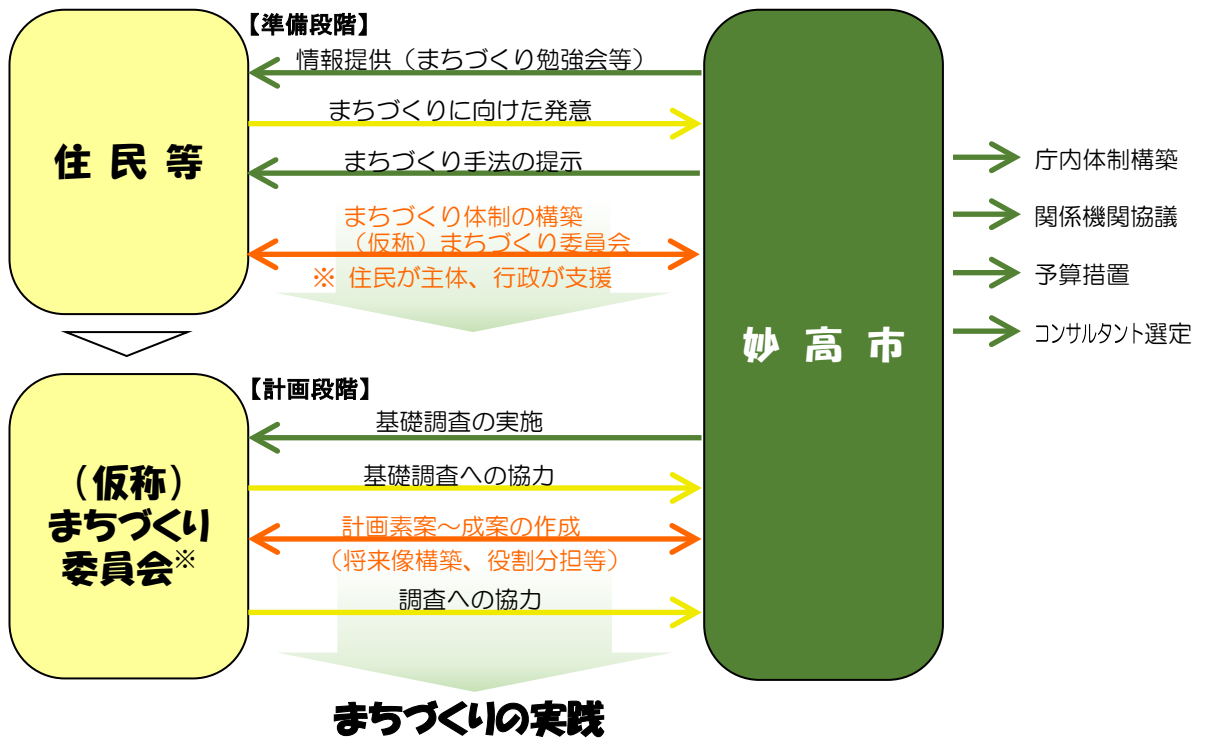 【準備段階】
情報提供（まちづくり勉強会等）
まちづくりに向けた発意
まちづくり手法の提示
まちづくり体制の構築
（仮称）まちづくり委員会
※ 住民が主体、行政が支援
住民等
妙高市
庁内体制構築
関係機関協議
予算措置
コンサルタント選定
【計画段階】
基礎調査の実施
基礎調査への協力
計画素案～成案の作成
（将来像構築、役割分担等）
調査への協力
（仮称）
まちづくり
委員会※
まちづくりの実践